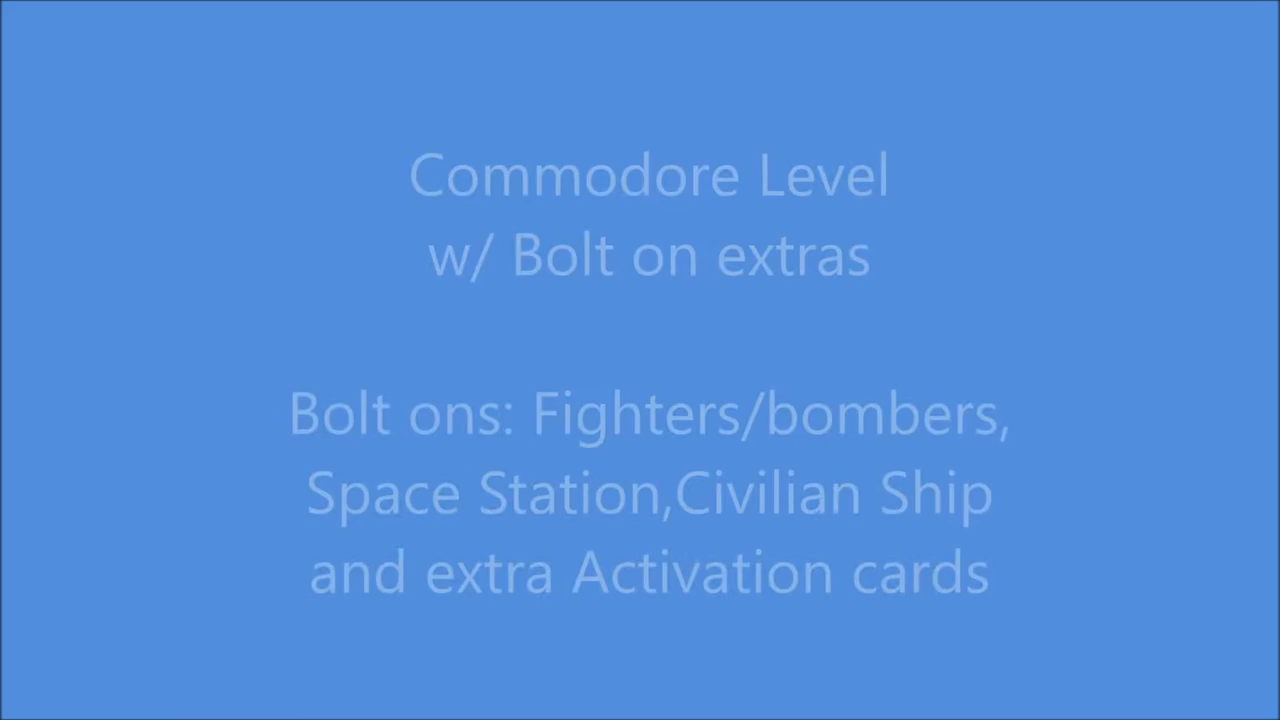 Commodore Level
w/ Bolt on extras
Bolt ons: Fighters/bombers,
Space Station,Civilian Ship
and extra Activation cards